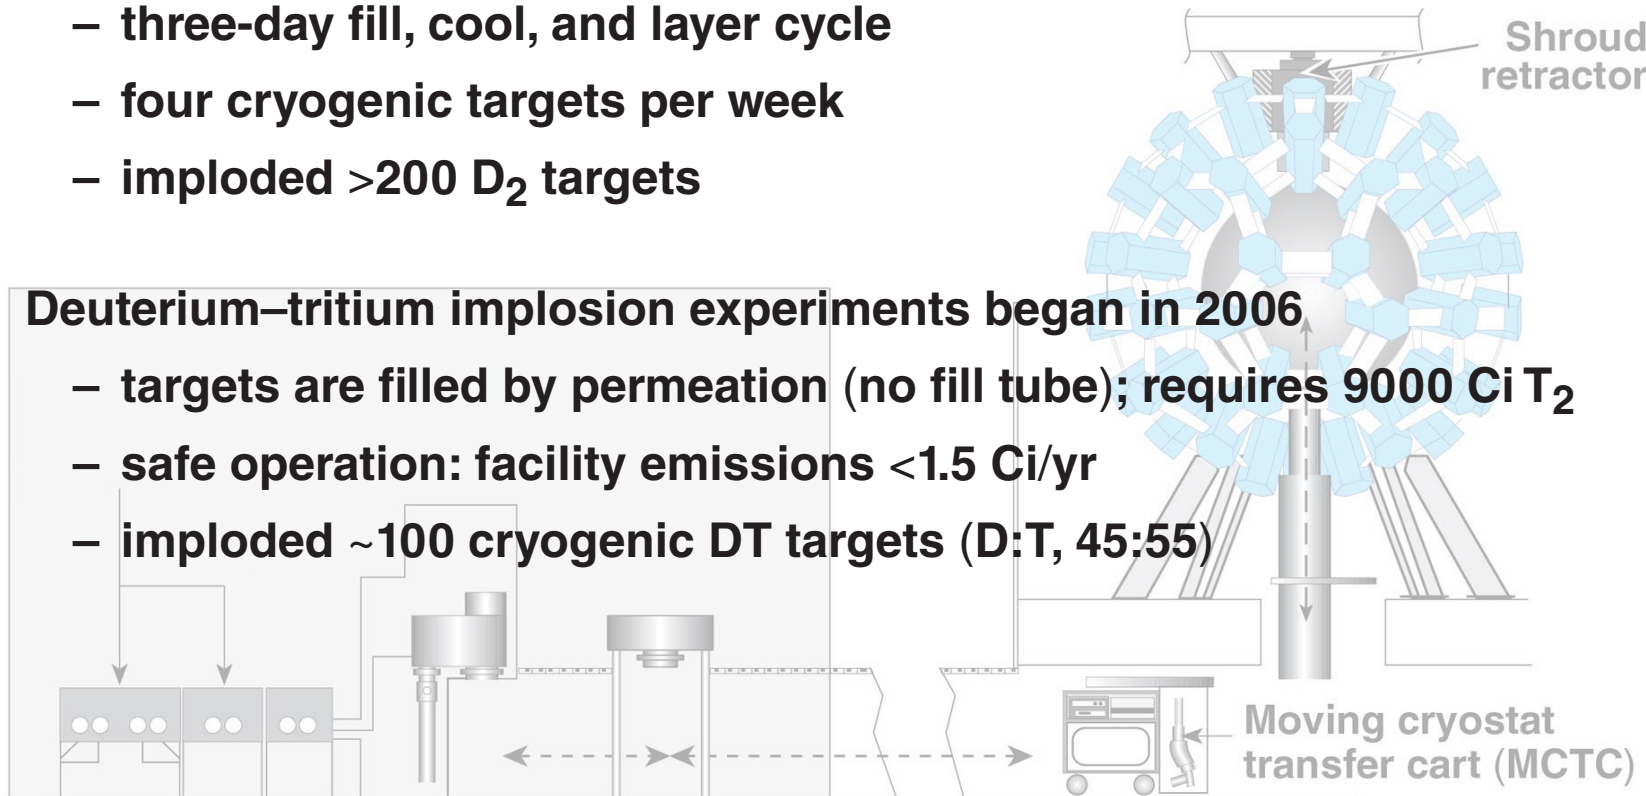 – three-day fill, cool, and layer cycle
– four cryogenic targets per week
– imploded >200 D₂ targets
Shroud
retractor
Deuterium–tritium implosion experiments began in 2006
– targets are filled by permeation (no fill tube); requires 9000 Ci T₂
– safe operation: facility emissions <1.5 Ci/yr
– imploded ~100 cryogenic DT targets (D:T, 45:55)
Moving cryostat
transfer cart (MCTC)